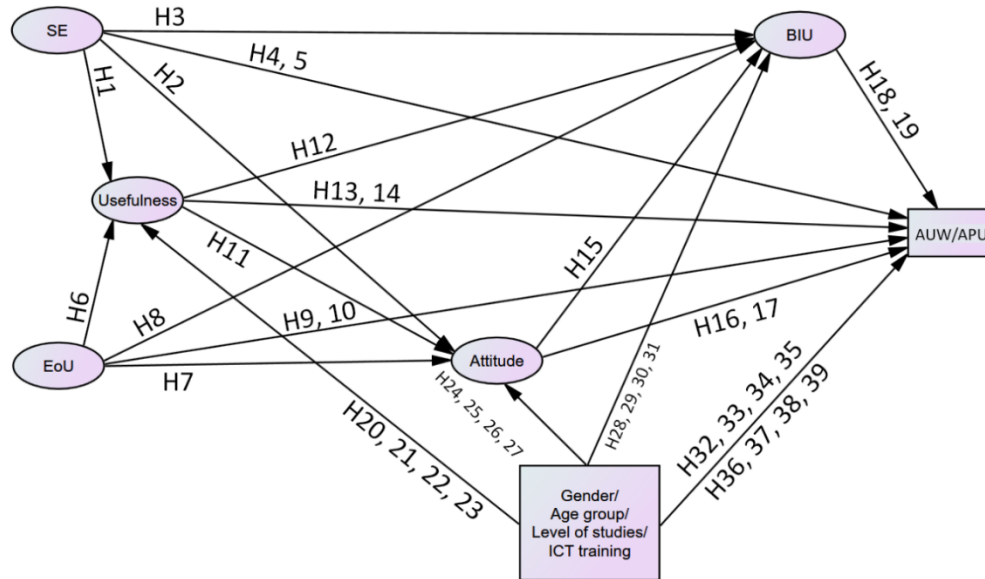 SE
H3
BIU
H1
H2
H4, 5
H18, 19
H12
Usefulness
H13, 14
AUW/APU
H11
H15
H6
H8
H9, 10
H16, 17
EoU
H7
Attitude
H24, 25, 26, 27
H28, 29, 30, 31
H20, 21, 22, 23
H32, 33, 34, 35
H36, 37, 38, 39
Gender/
Age group/
Level of studies/
ICT training